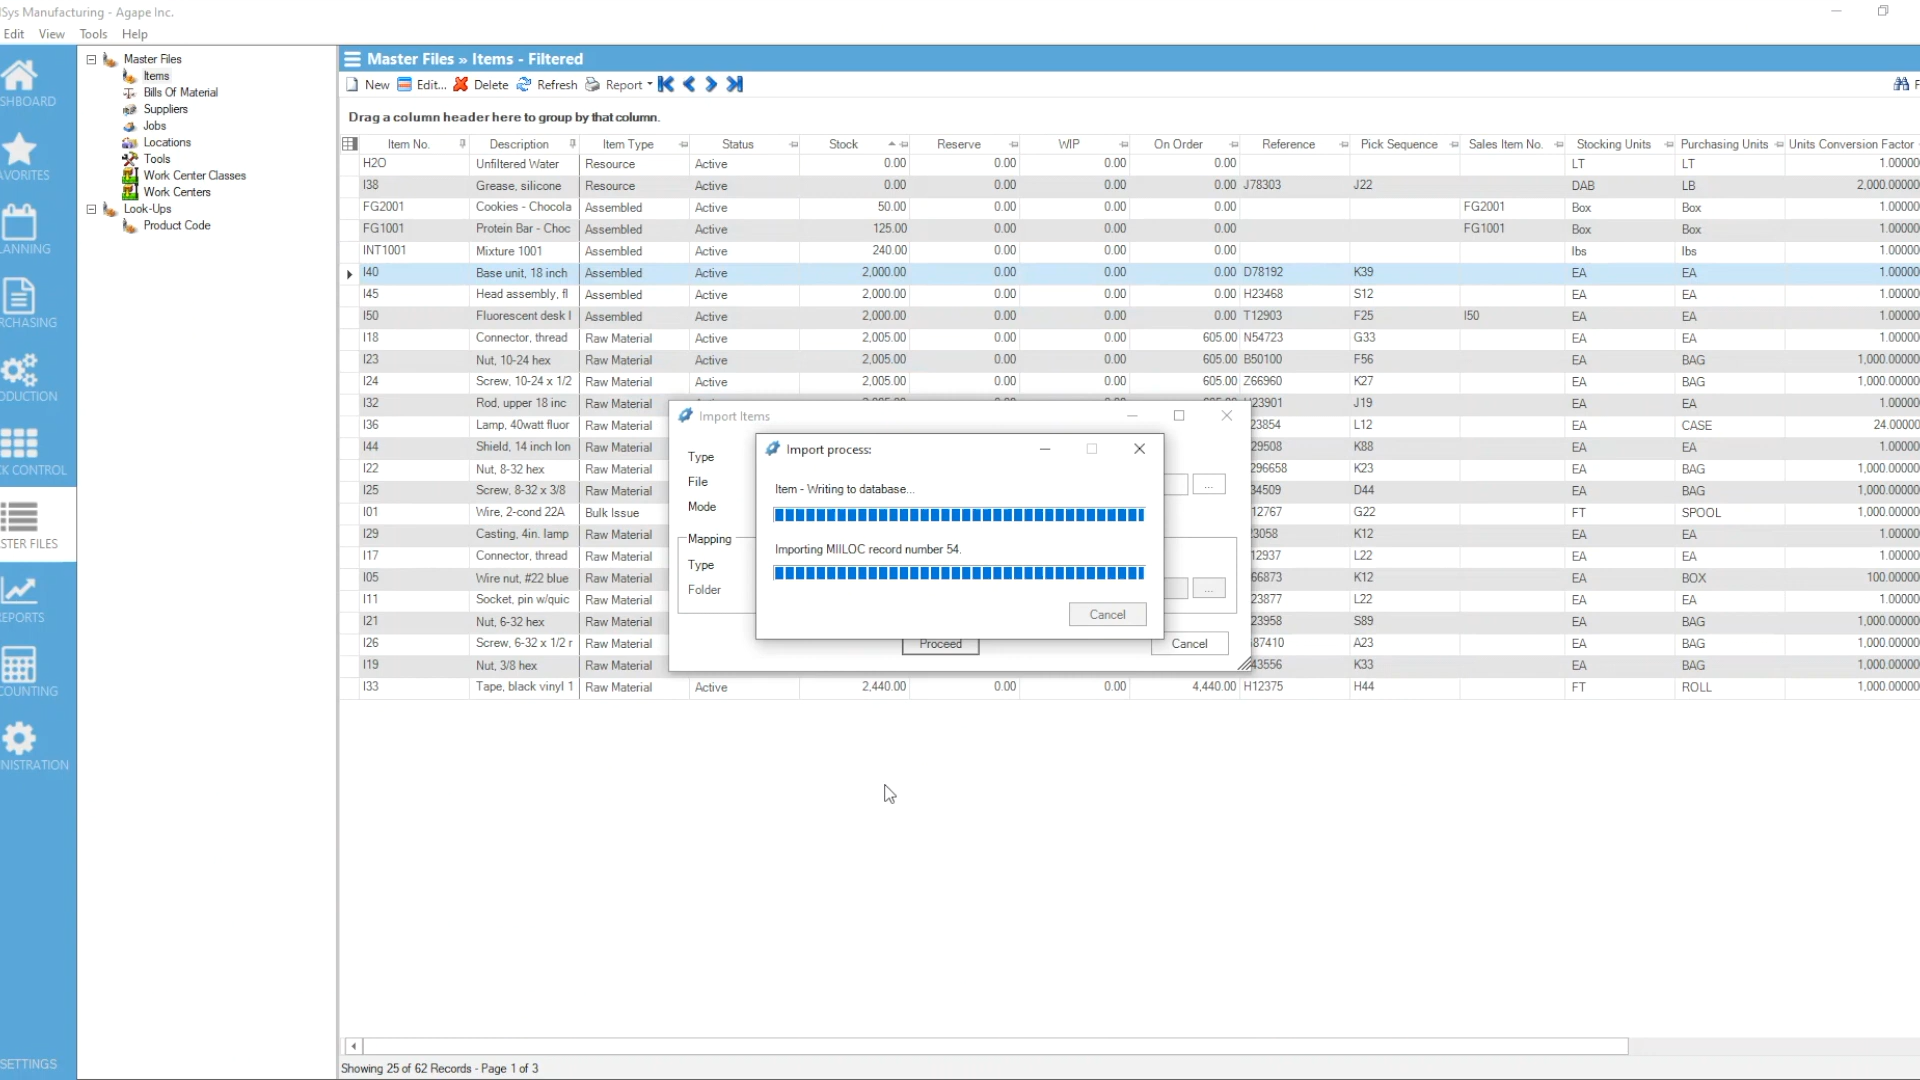 Sys Manufacturing - Agape Inc.
Edit View Tools Help
SHBOARD
AVORITES
ANNING
RCHASING
ODUCTION
CK CONTROL
STER FILES
EPORTS
COUNTING
NISTRATION
SETTINGS
Master Files
Items
Bills Of Material
Suppliers
Jobs
Locations
Tools
Work Center Classes
Work Centers
Look-Ups
Product Code
Master Files » Items - Filtered
New Edit... Delete Refresh Report
Drag a column header here to group by that column.
Item No. Description Item Type Status Stock Reserve WIP On Order Reference Pick Sequence Sales Item No. Stocking Units Purchasing Units Units Conversion Factor
H2O Unfiltered Water Resource Active 0.00 0.00 0.00 0.00 LT LT 1.00000
I38 Grease, silicone Resource Active 0.00 0.00 0.00 0.00 J78303 J22 DAB LB 2,000.00000
FG2001 Cookies - Chocola Assembled Active 50.00 0.00 0.00 0.00 FG2001 Box Box 1.00000
FG1001 Protein Bar - Choc Assembled Active 125.00 0.00 0.00 0.00 FG1001 Box Box 1.00000
INT1001 Mixture 1001 Assembled Active 240.00 0.00 0.00 0.00 lbs lbs 1.00000
I40 Base unit, 18 inch Assembled Active 2,000.00 0.00 0.00 0.00 D78192 K39 EA EA 1.00000
I45 Head assembly, fl Assembled Active 2,000.00 0.00 0.00 0.00 H23468 S12 EA EA 1.00000
I50 Fluorescent desk l Assembled Active 2,000.00 0.00 0.00 0.00 T12903 F25 I50 EA EA 1.00000
I18 Connector, thread Raw Material Active 2,005.00 0.00 0.00 605.00 N54723 G33 EA EA 1.00000
I23 Nut, 10-24 hex Raw Material Active 2,005.00 0.00 0.00 605.00 B50100 F56 EA BAG 1,000.00000
I24 Screw, 10-24 x 1/2 Raw Material Active 2,005.00 0.00 0.00 605.00 Z66960 K27 EA BAG 1,000.00000
I32 Rod, upper 18 inc Raw Material 23901 J19 EA EA 1.00000
I36 Lamp, 40watt fluor Raw Material 23854 L12 EA CASE 24.00000
I44 Shield, 14 inch lon Raw Material 29508 K88 EA EA 1.00000
I22 Nut, 8-32 hex Raw Material 296658 K23 EA BAG 1,000.00000
I25 Screw, 8-32 x 3/8 Raw Material 34509 D44 EA BAG 1,000.00000
I01 Wire, 2-cond 22A Bulk Issue 12767 G22 FT SPOOL 1,000.00000
I29 Casting, 4in. lamp Raw Material 3058 K12 EA EA 1.00000
I17 Connector, thread Raw Material 12937 L22 EA EA 1.00000
I05 Wire nut, #22 blue Raw Material 66873 K12 EA BOX 100.00000
I11 Socket, pin w/quic Raw Material 23877 L22 EA EA 1.00000
I21 Nut, 6-32 hex Raw Material 23958 S89 EA BAG 1,000.00000
I26 Screw, 6-32 x 1/2 r Raw Material 87410 A23 EA BAG 1,000.00000
I19 Nut, 3/8 hex Raw Material 43556 K33 EA BAG 1,000.00000
I33 Tape, black vinyl 1 Raw Material Active 2,440.00 0.00 0.00 4,440.00 H12375 H44 FT ROLL 1,000.00000
Import Items
Type
File ...
Mode
Mapping
Type
Folder ...
Proceed Cancel
Import process:
Item - Writing to database...
Importing MIILOC record number 54.
Cancel
Showing 25 of 62 Records - Page 1 of 3